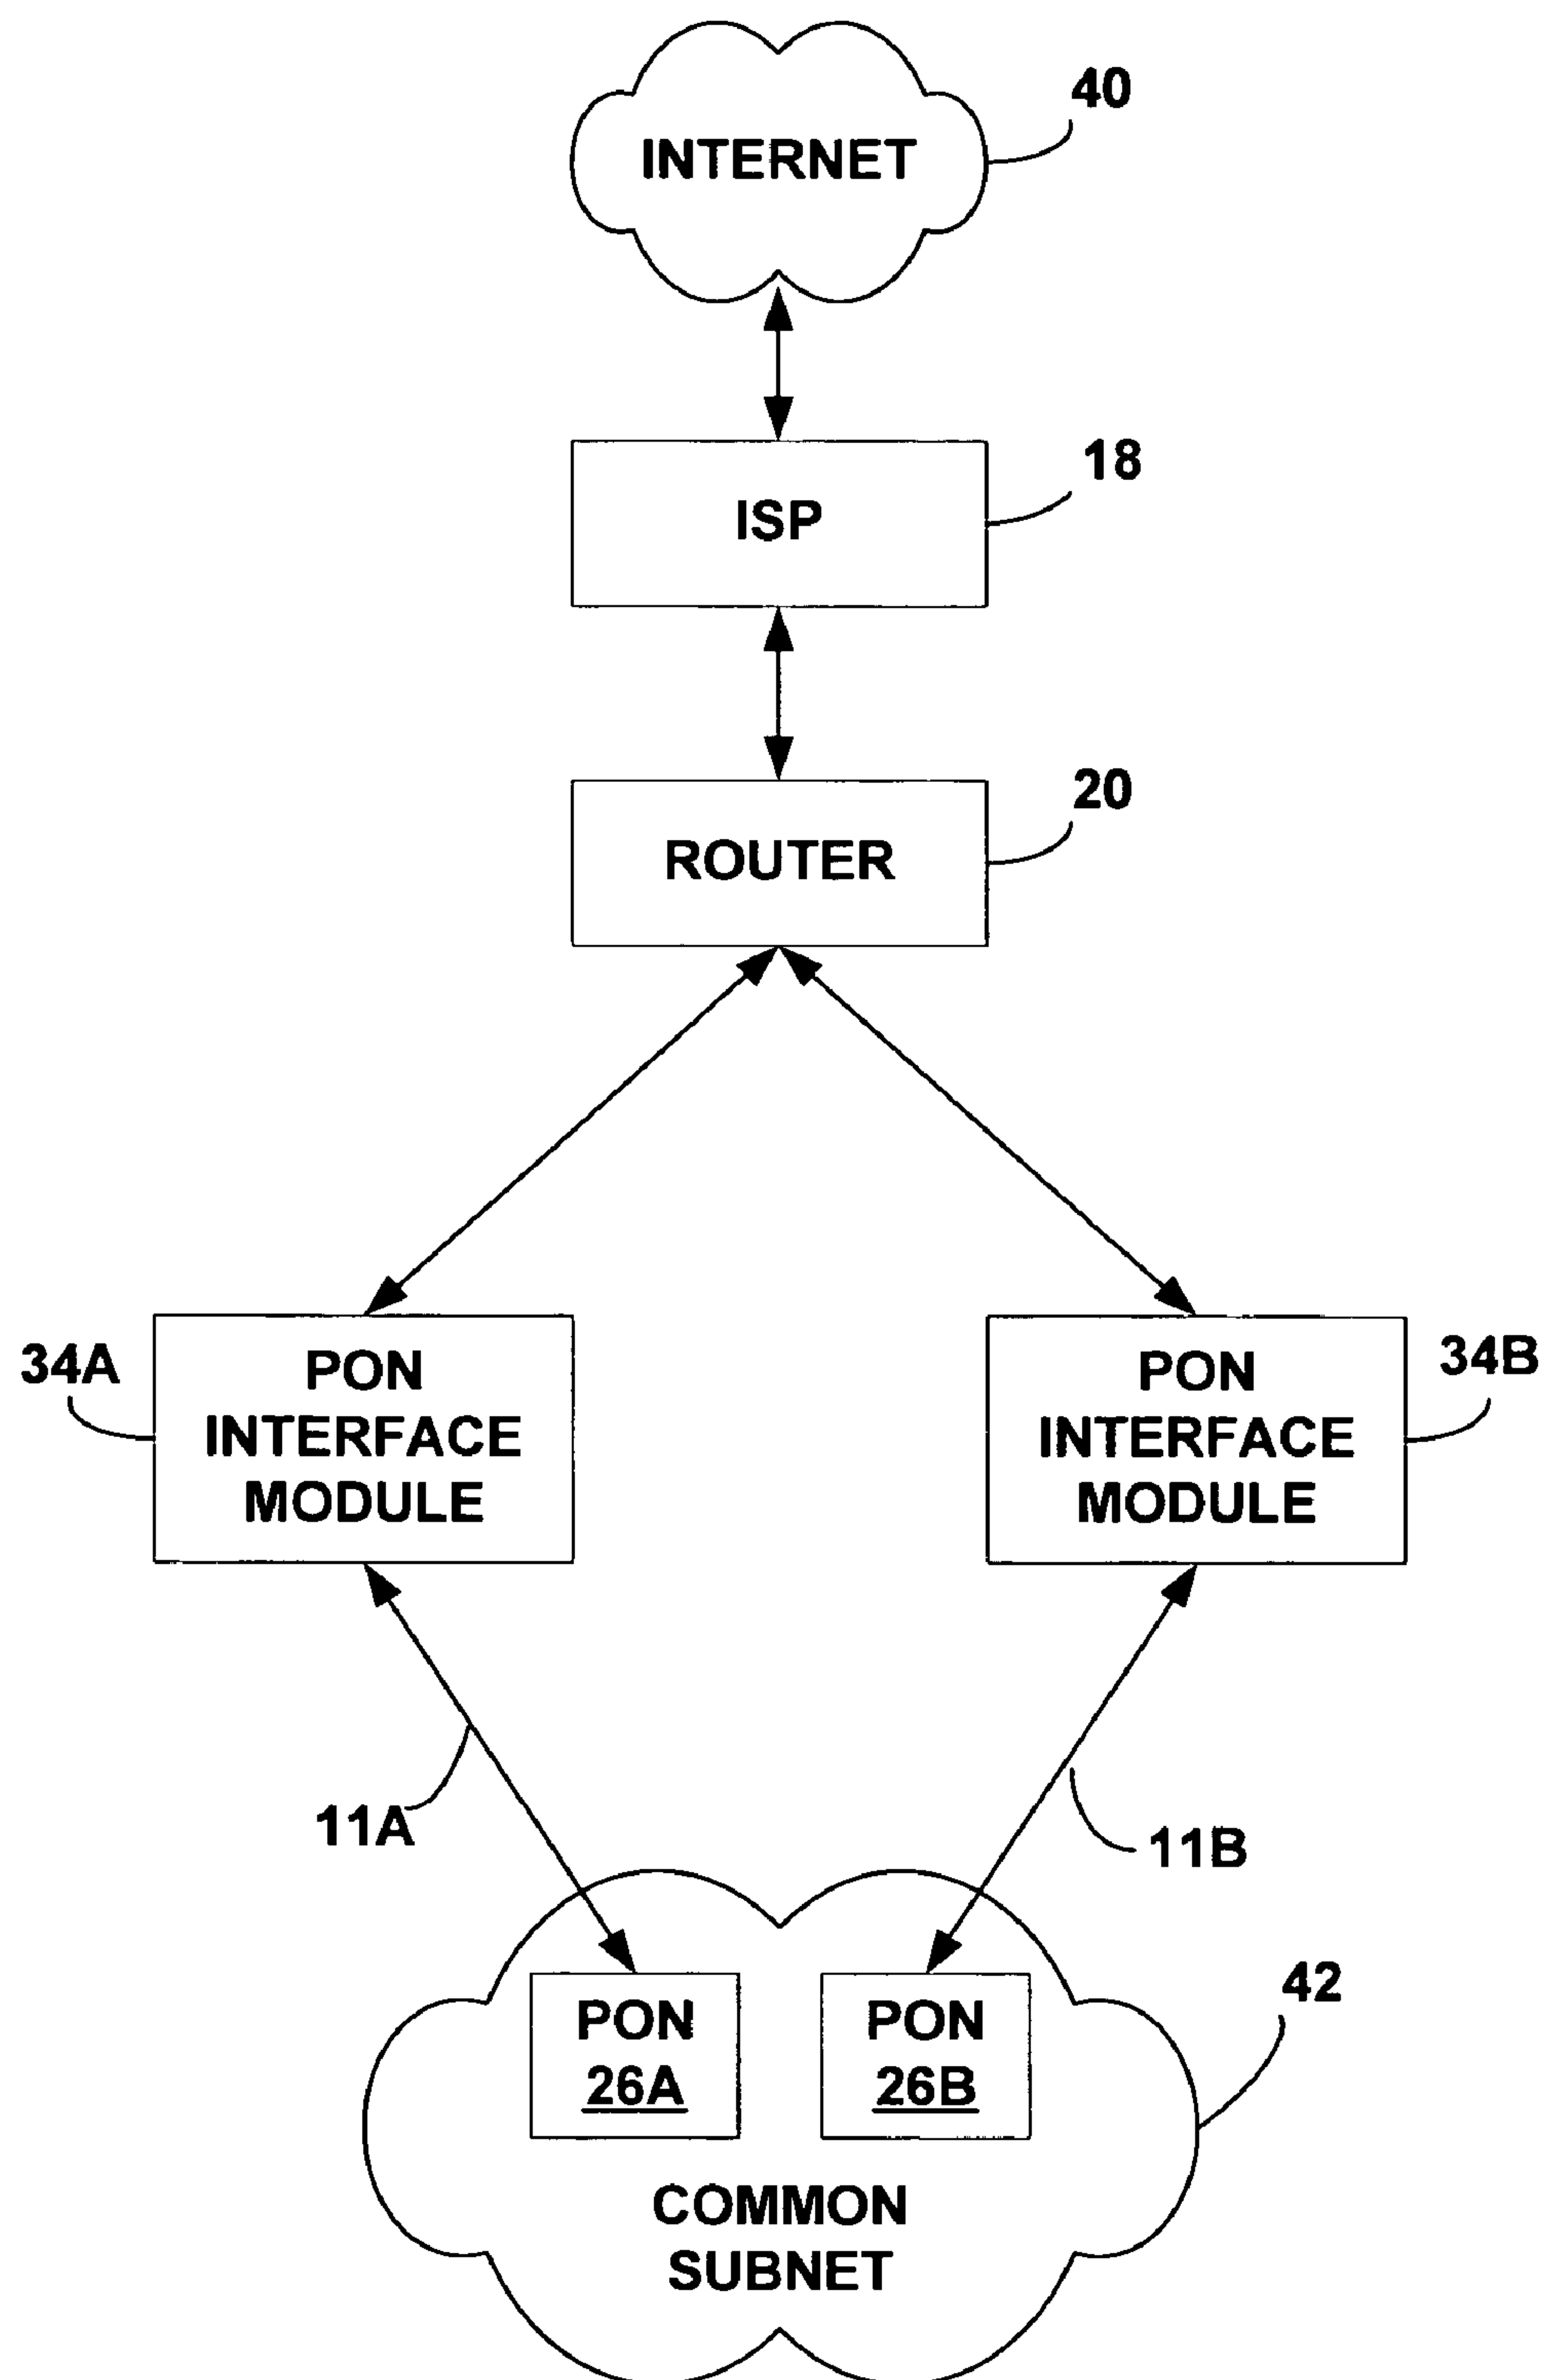 40
INTERNET
18
ISP
20
ROUTER
34A
PON
INTERFACE
MODULE
34B
PON
INTERFACE
MODULE
11A
11B
42
PON
26A
PON
26B
COMMON
SUBNET